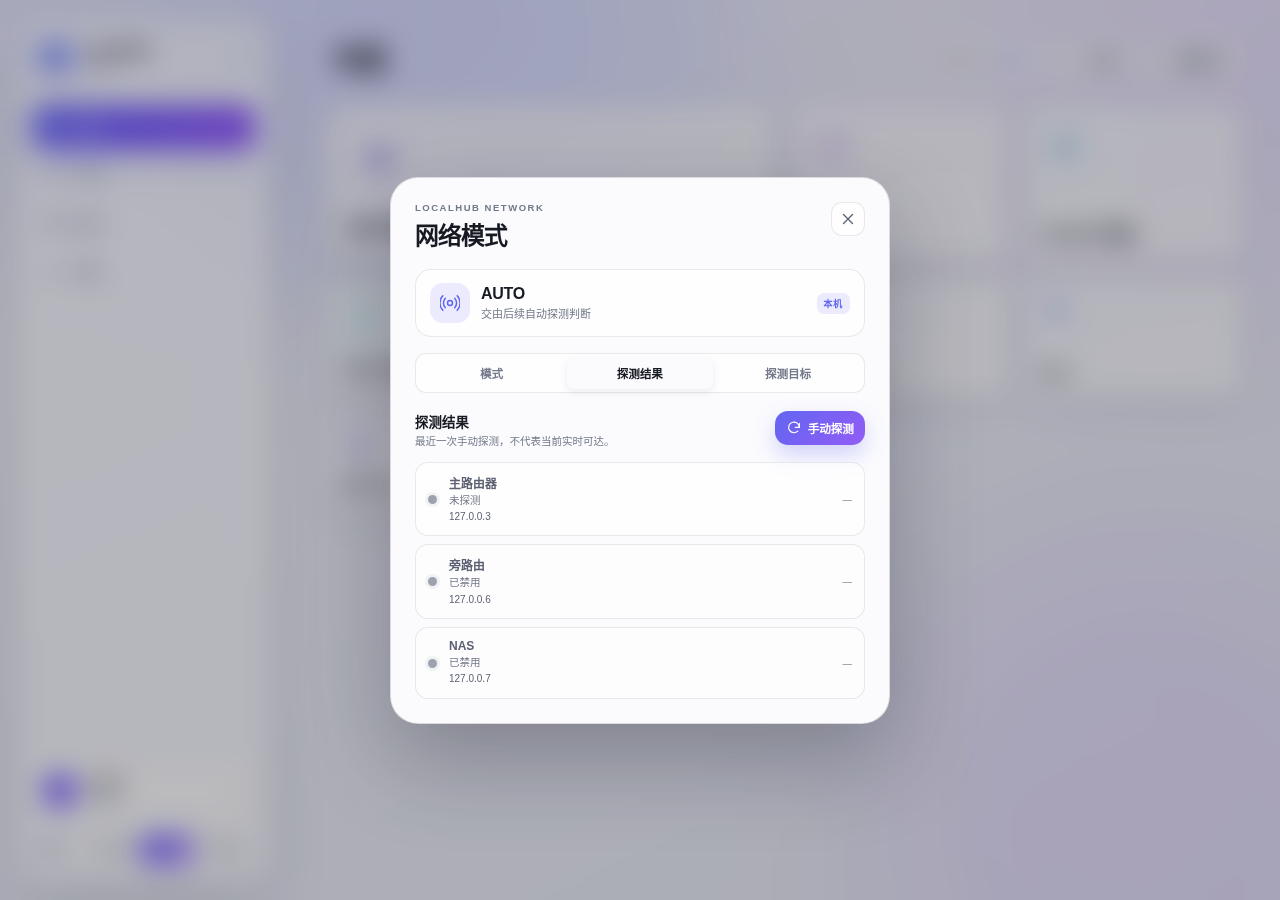 LOCALHUB NETWORK
网络模式
AUTO
交由后续自动探测判断
本机
模式
探测结果
探测目标
探测结果
最近一次手动探测，不代表当前实时可达。
手动探测
主路由器
未探测
127.0.0.3
—
旁路由
已禁用
127.0.0.6
—
NAS
已禁用
127.0.0.7
—